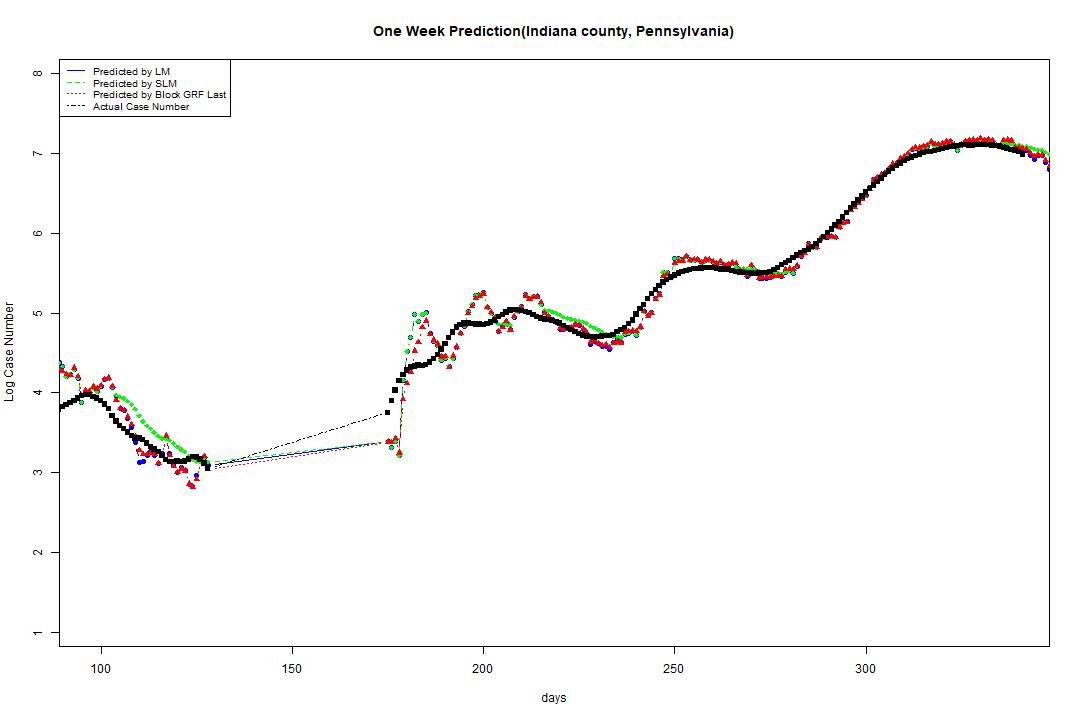 One Week Prediction(Indiana county, Pennsylvania)
Predicted by LM
Predicted by SLM
Predicted by Block GRF Last
Actual Case Number
8
7
6
5
4
3
2
1
Log Case Number
100 150 200 250 300
days